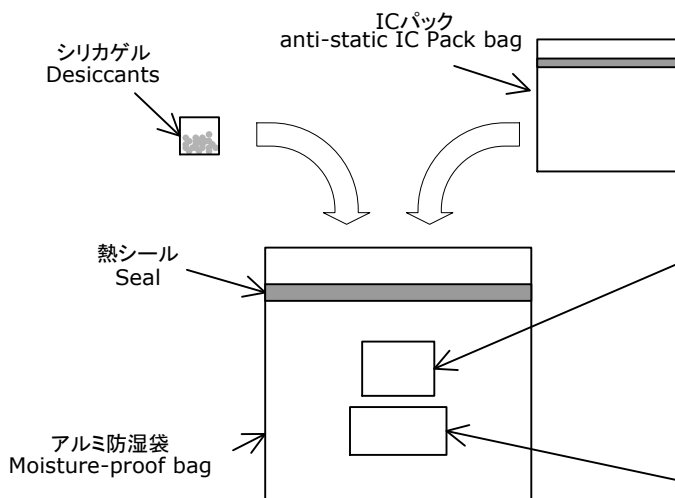 シリカゲル
Desiccants
ICパック
anti-static IC Pack bag
熱シール
Seal
アルミ防湿袋
Moisture-proof bag